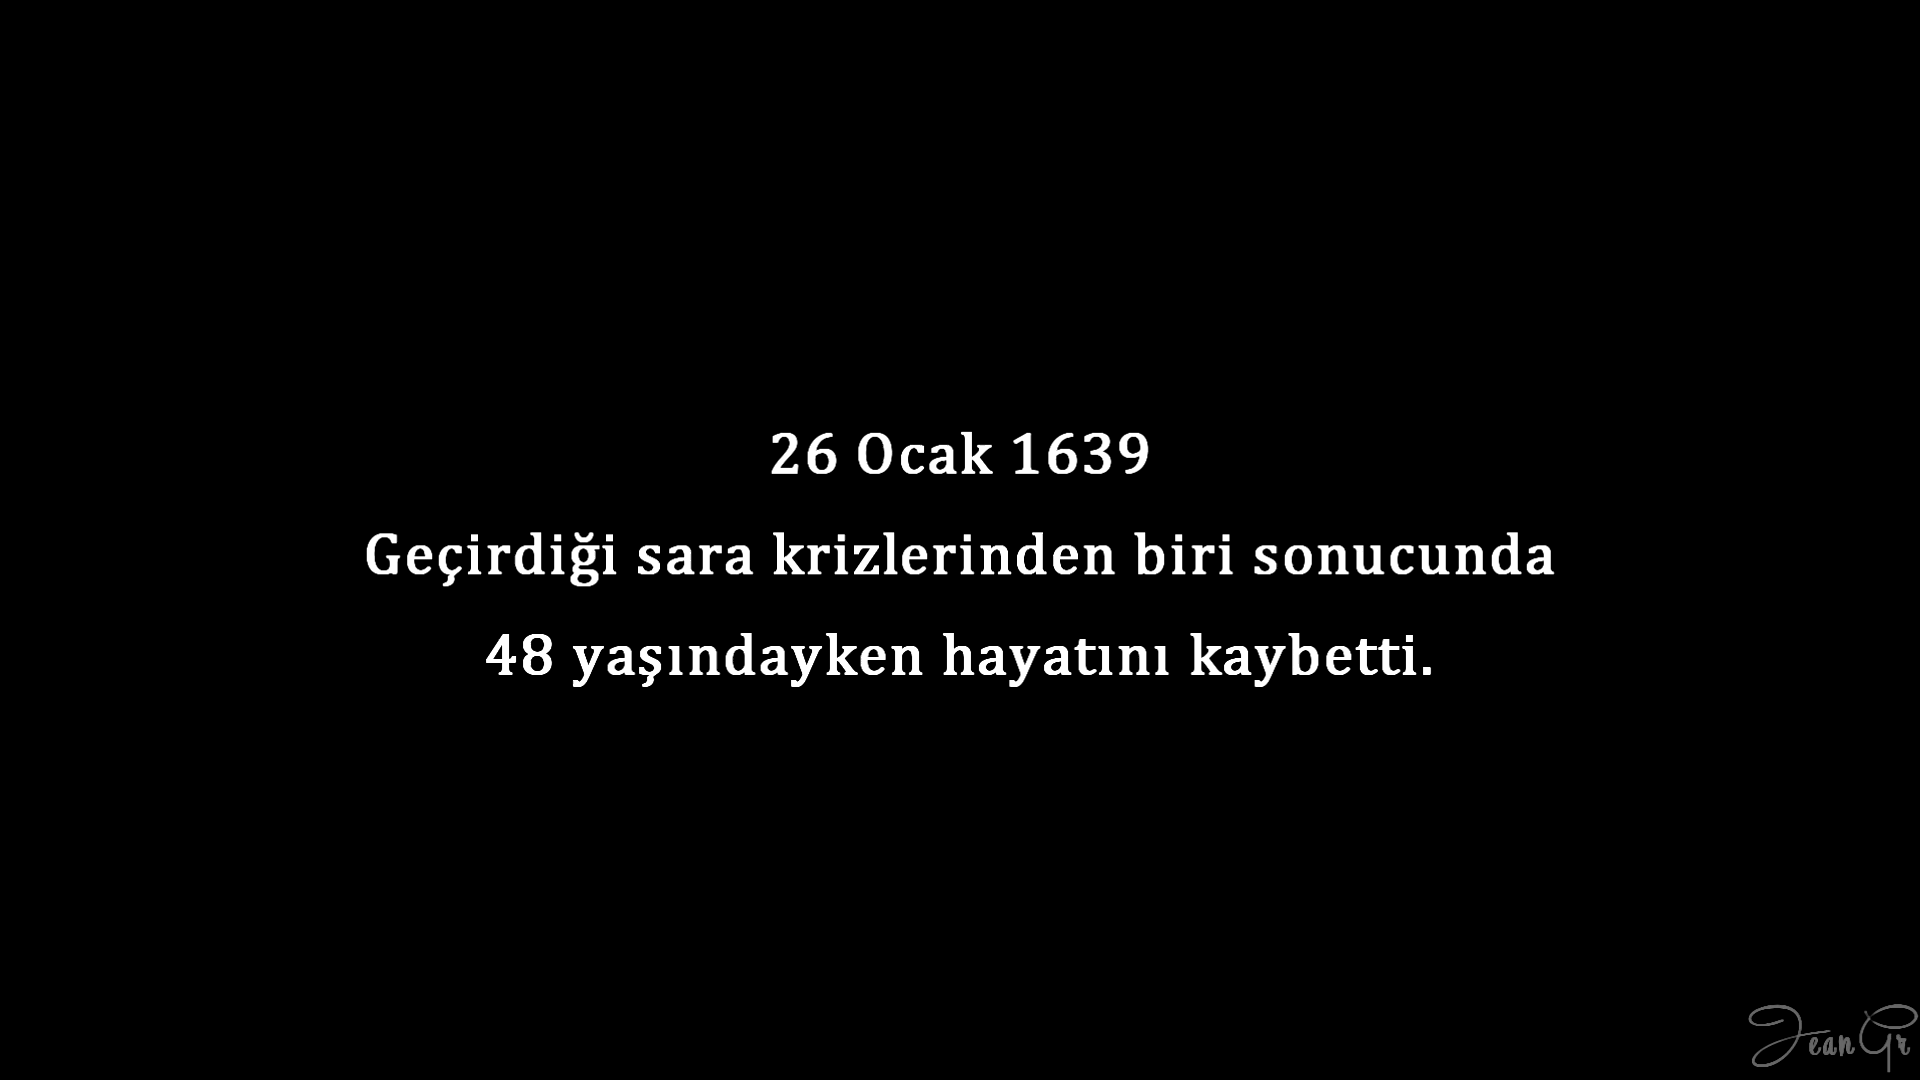 26 Ocak 1639
Geçirdiği sara krizlerinden biri sonucunda
48 yaşındayken hayatını kaybetti.
JeanGr